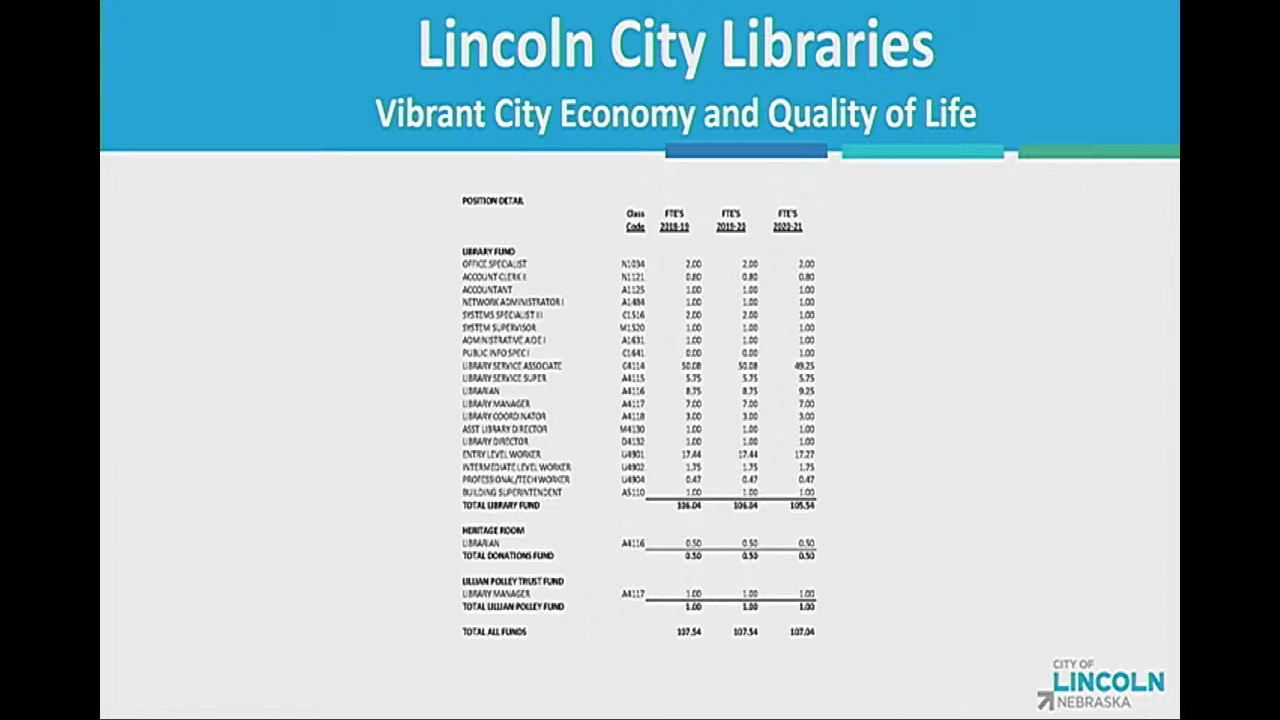 Lincoln City Libraries
Vibrant City Economy and Quality of Life
POSITION DETAIL
Class FTE'S FTE'S FTE'S
Code 2018-19 2019-20 2020-21
LIBRARY FUND
OFFICE SPECIALIST N1034 2.00 2.00 2.00
ACCOUNT CLERK II N1121 0.80 0.80 0.80
ACCOUNTANT A1125 1.00 1.00 1.00
NETWORK ADMINISTRATOR I A1484 1.00 1.00 1.00
SYSTEMS SPECIALIST III C1516 2.00 2.00 1.00
SYSTEM SUPERVISOR M1520 1.00 1.00 1.00
ADMINISTRATIVE AIDE I A1631 1.00 1.00 1.00
PUBLIC INFO SPEC I C1641 0.00 0.00 1.00
LIBRARY SERVICE ASSOCIATE C4114 50.08 50.08 49.25
LIBRARY SERVICE SUPER A4115 5.75 5.75 5.75
LIBRARIAN A4116 8.75 8.75 9.25
LIBRARY MANAGER A4117 7.00 7.00 7.00
LIBRARY COORDINATOR A4118 3.00 3.00 3.00
ASST LIBRARY DIRECTOR M4130 1.00 1.00 1.00
LIBRARY DIRECTOR D4132 1.00 1.00 1.00
ENTRY LEVEL WORKER U4901 17.44 17.44 17.27
INTERMEDIATE LEVEL WORKER U4902 1.75 1.75 1.75
PROFESSIONAL/TECH WORKER U4904 0.47 0.47 0.47
BUILDING SUPERINTENDENT A5110 1.00 1.00 1.00
TOTAL LIBRARY FUND 106.04 106.04 105.54
HERITAGE ROOM
LIBRARIAN A4116 0.50 0.50 0.50
TOTAL DONATIONS FUND 0.50 0.50 0.50
LILLIAN POLLEY TRUST FUND
LIBRARY MANAGER A4117 1.00 1.00 1.00
TOTAL LILLIAN POLLEY FUND 1.00 1.00 1.00
TOTAL ALL FUNDS 107.54 107.54 107.04
CITY OF
LINCOLN
NEBRASKA